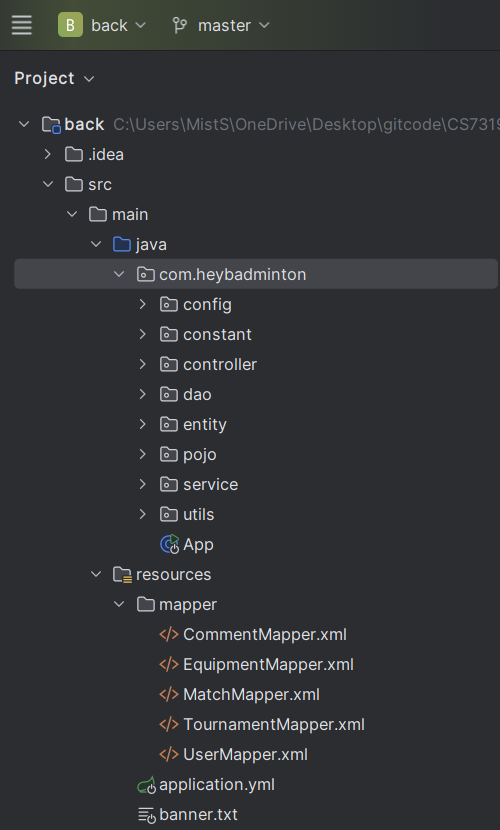 B back master
Project
back C:\Users\MistS\OneDrive\Desktop\gitcode\CS7319
.idea
src
main
java
com.heybadminton
config
constant
controller
dao
entity
pojo
service
utils
App
resources
mapper
</> CommentMapper.xml
</> EquipmentMapper.xml
</> MatchMapper.xml
</> TournamentMapper.xml
</> UserMapper.xml
application.yml
banner.txt